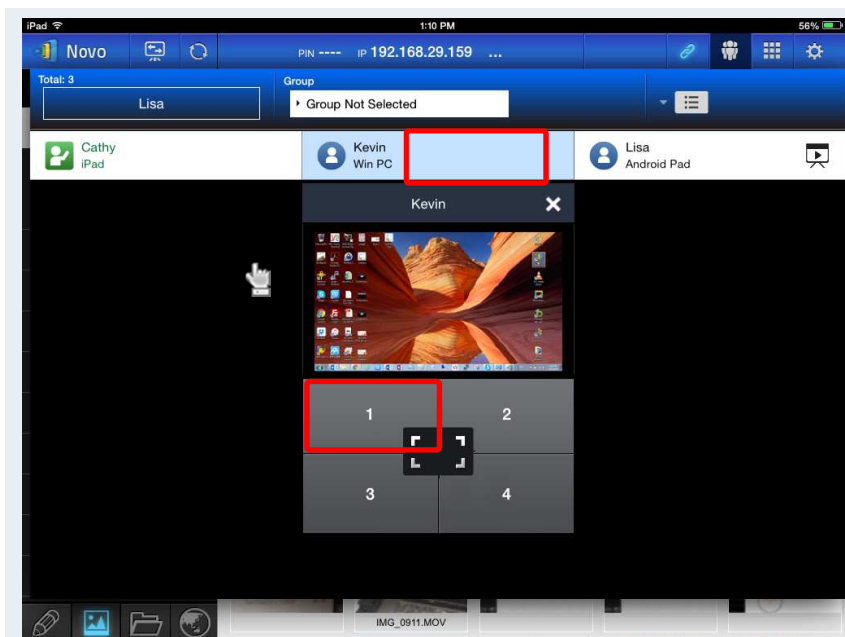 iPad 1:10 PM 56%
Novo PIN ---- IP 192.168.29.159 ...
Total: 3 Group
Lisa Group Not Selected
Cathy Kevin Lisa
iPad Win PC Android Pad
Kevin
1 2
3 4
IMG_0911.MOV